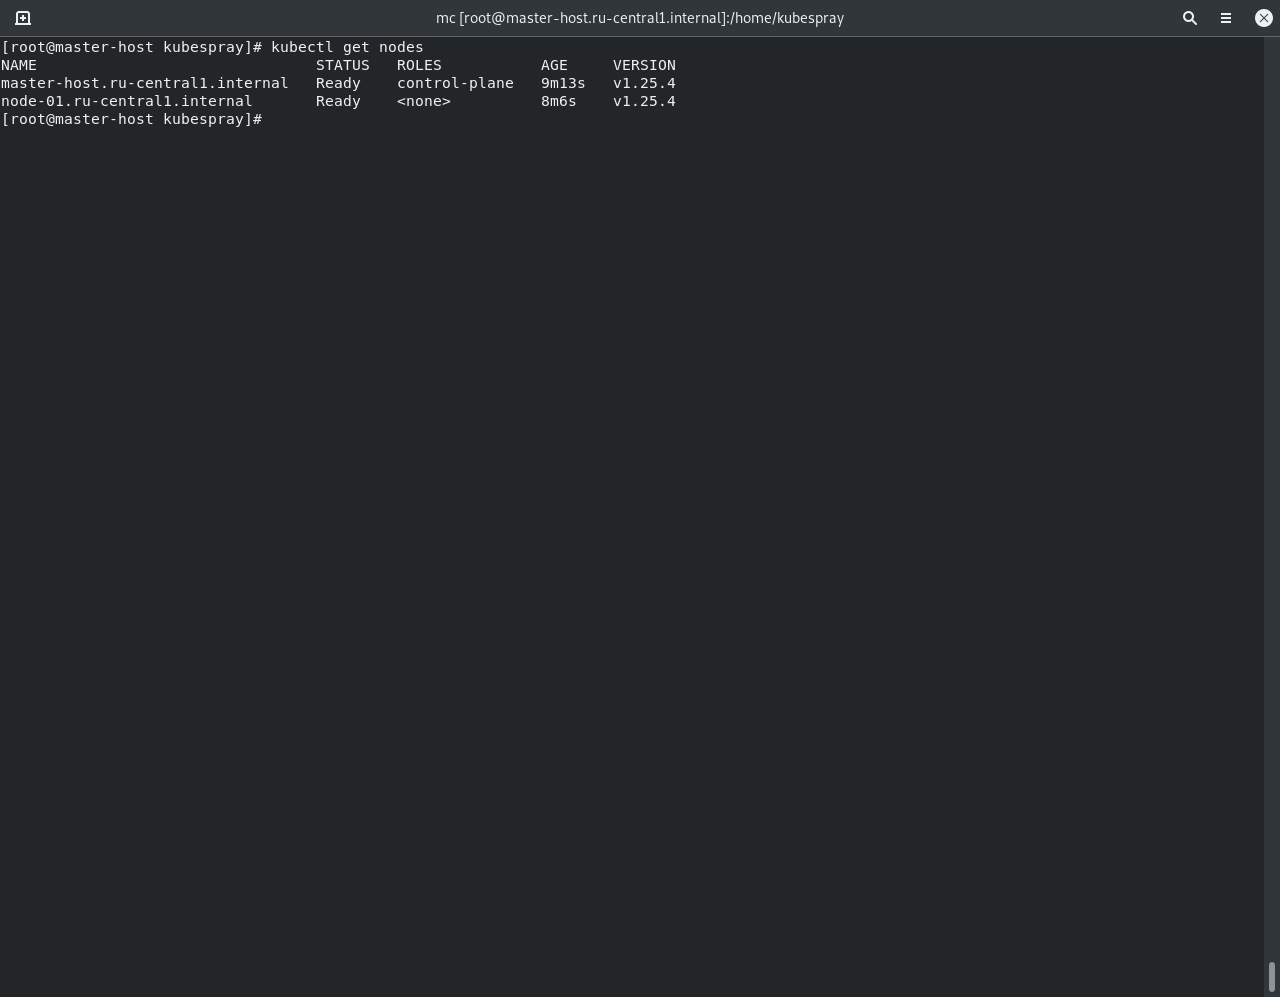 mc [root@master-host.ru-central1.internal]:/home/kubespray
[root@master-host kubespray]# kubectl get nodes
NAME                               STATUS   ROLES           AGE     VERSION
master-host.ru-central1.internal   Ready    control-plane   9m13s   v1.25.4
node-01.ru-central1.internal       Ready    <none>          8m6s    v1.25.4
[root@master-host kubespray]#